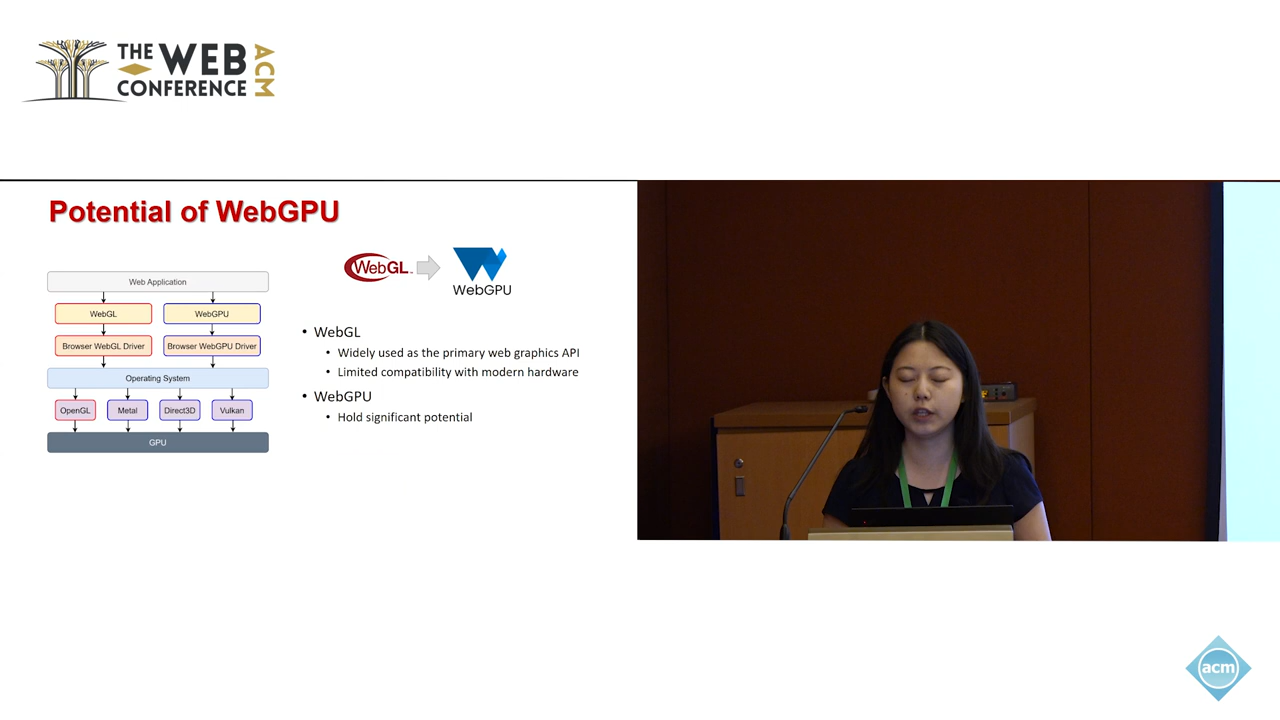 THE WEB
CONFERENCE
ACM
Potential of WebGPU
WebGL
WebGPU
Web Application
WebGL
WebGPU
Browser WebGL Driver
Browser WebGPU Driver
Operating System
OpenGL
Metal
Direct3D
Vulkan
GPU
• WebGL
• Widely used as the primary web graphics API
• Limited compatibility with modern hardware
• WebGPU
• Hold significant potential
acm